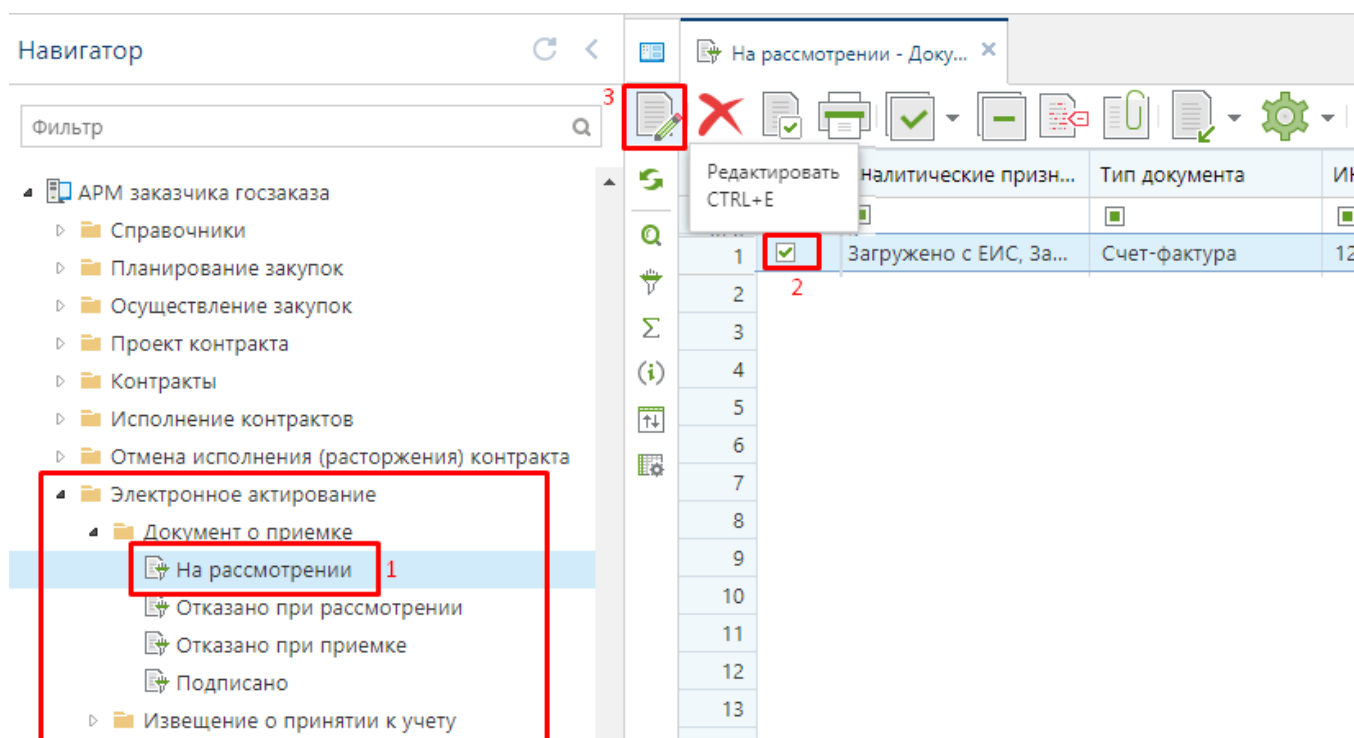 Навигатор
Фильтр
АРМ заказчика госзаказа
Справочники
Планирование закупок
Осуществление закупок
Проект контракта
Контракты
Исполнение контрактов
Отмена исполнения (расторжения) контракта
Электронное актирование
Документ о приемке
На рассмотрении 1
Отказано при рассмотрении
Отказано при приемке
Подписано
Извещение о принятии к учету
На рассмотрении - Доку...
3
Редактировать
CTRL+E
налитические призн... Тип документа
1 Загружено с ЕИС, За... Счет-фактура 12
2 2
3
4
5
6
7
8
9
10
11
12
13